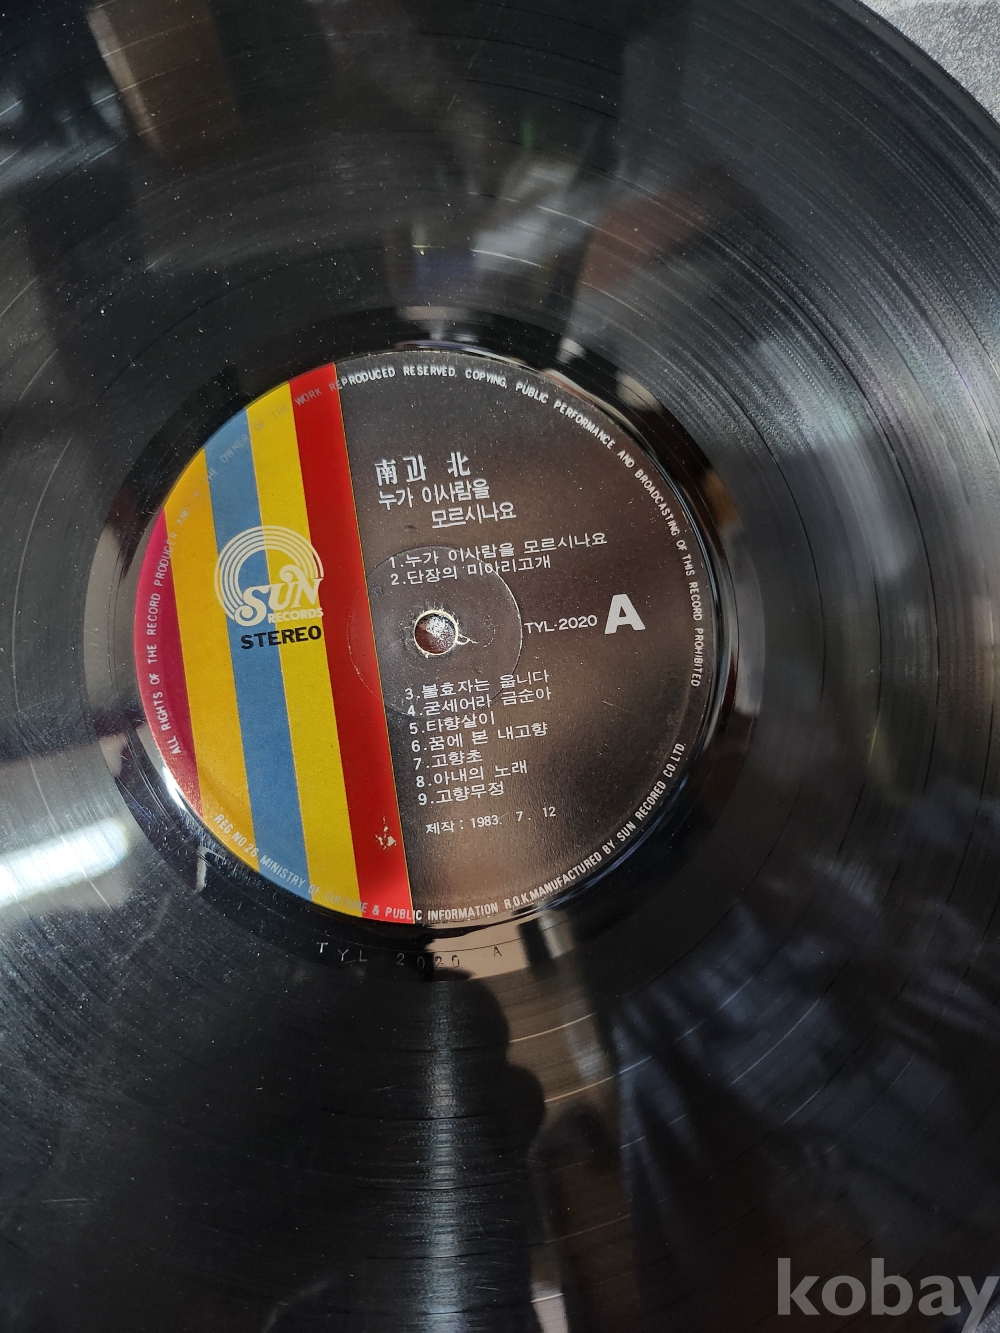 南과 北
누가 이사람을
모르시나요
1.누가 이사람을 모르시나요
2.단장의 미아리고개
TYL-2020 A
3.불효자는 웁니다
4.굳세어라 금순아
5.타향살이
6.꿈에 본 내고향
7.고향초
8.아내의 노래
9.고향무정
제작: 1983. 7. 12
SUN
RECORDS
STEREO
ALL RIGHTS OF THE RECORD PRODUCER THE OWNER OF THE WORK REPRODUCED RESERVED. COPYING, PUBLIC PERFORMANCE AND BROADCASTING OF THIS RECORD PROHIBITED
REG.NO.26 MINISTRY OF & PUBLIC INFORMATION R.O.K.MANUFACTURED BY SUN RECORED CO.LTD
TYL 2020 A
kobay